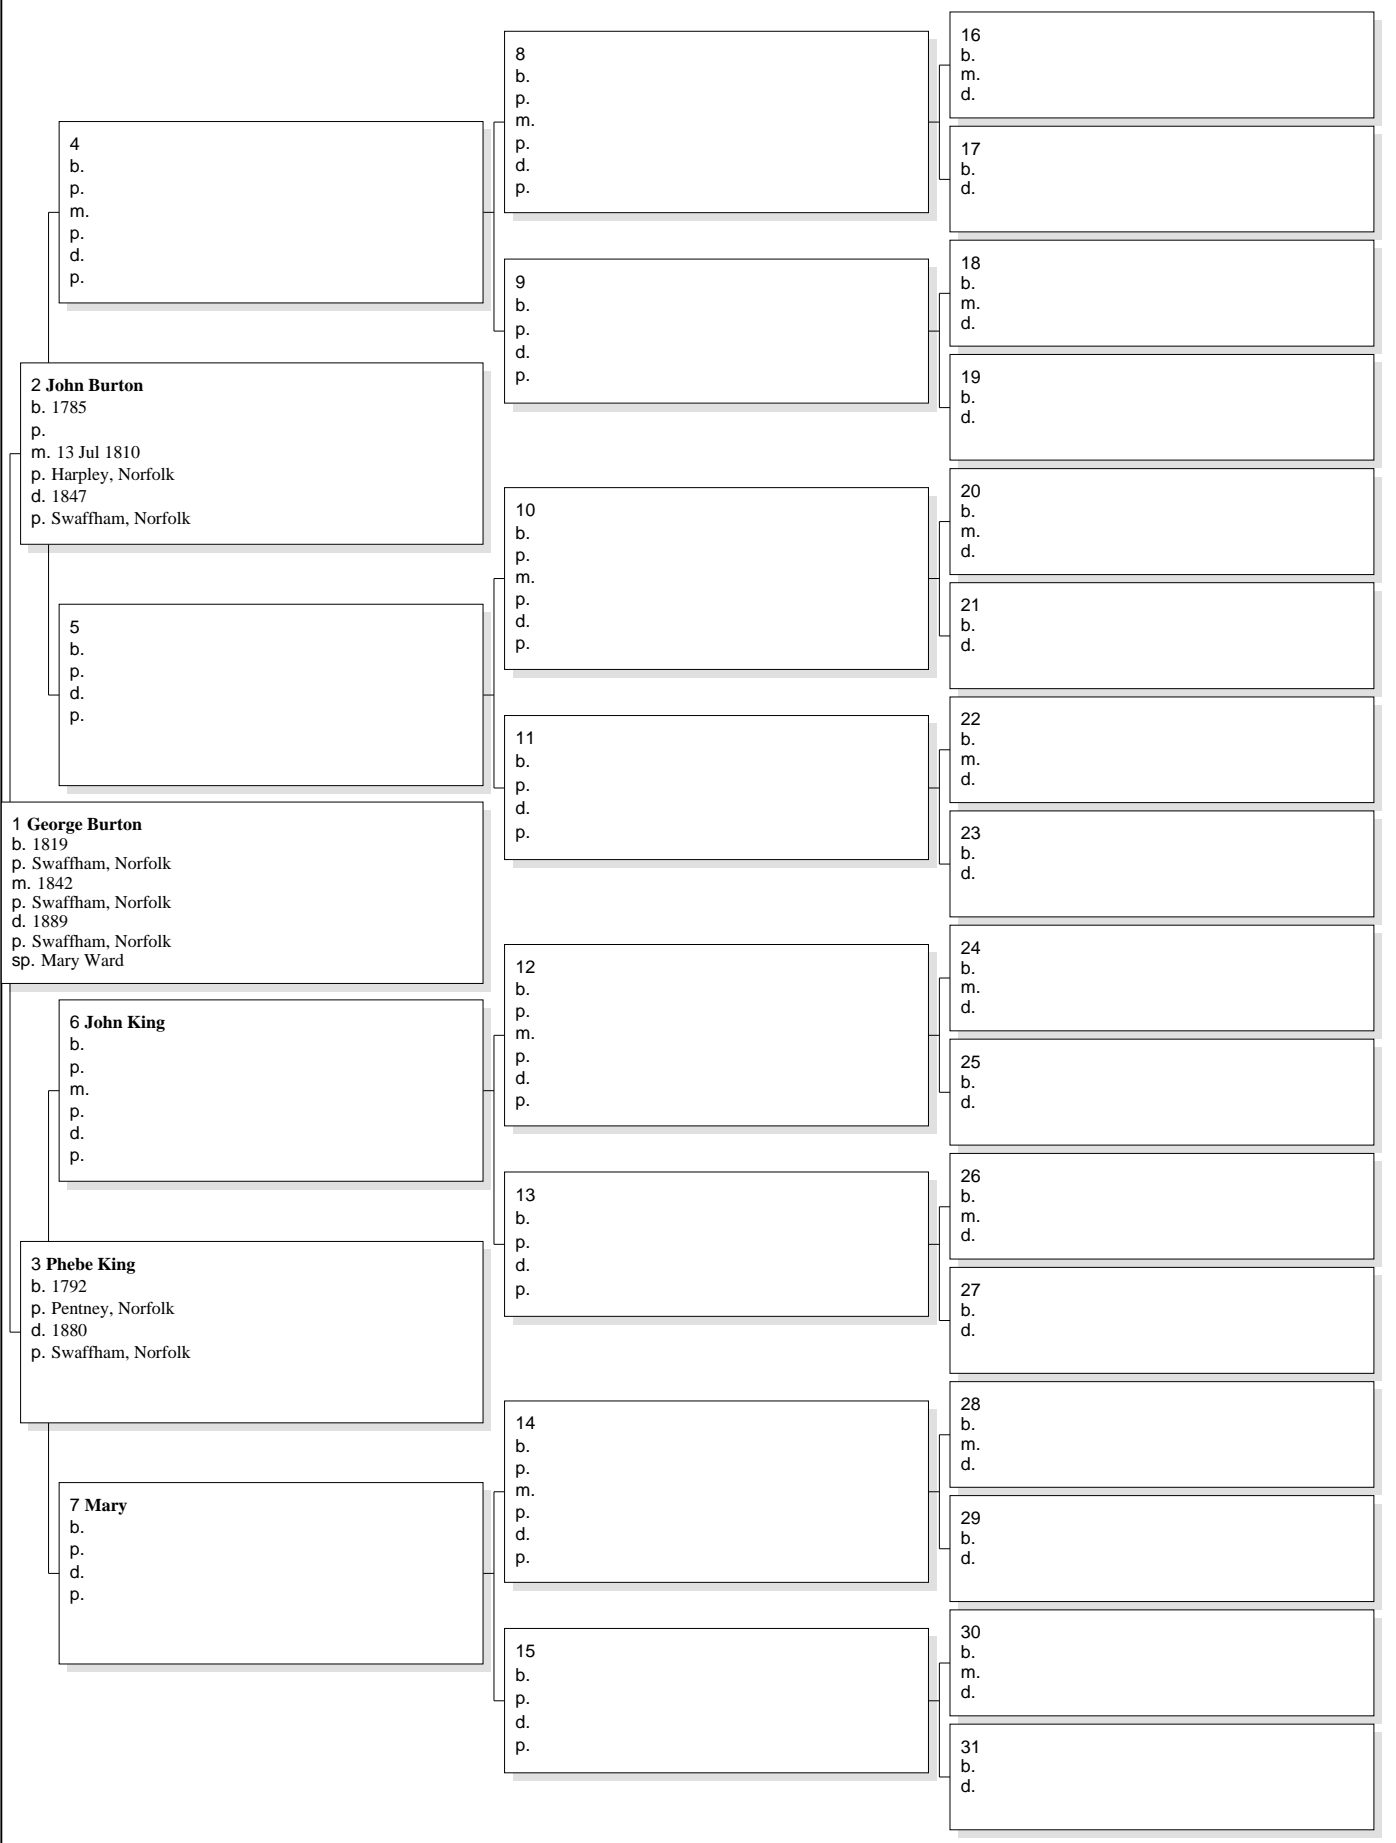 4
b.
p.
m.
p.
d.
p.
2 John Burton
b. 1785
p.
m. 13 Jul 1810
p. Harpley, Norfolk
d. 1847
p. Swaffham, Norfolk
5
b.
p.
d.
p.
1 George Burton
b. 1819
p. Swaffham, Norfolk
m. 1842
p. Swaffham, Norfolk
d. 1889
p. Swaffham, Norfolk
sp. Mary Ward
6 John King
b.
p.
m.
p.
d.
p.
3 Phebe King
b. 1792
p. Pentney, Norfolk
d. 1880
p. Swaffham, Norfolk
7 Mary
b.
p.
d.
p.
8
b.
p.
m.
p.
d.
p.
9
b.
p.
d.
p.
10
b.
p.
m.
p.
d.
p.
11
b.
p.
d.
p.
12
b.
p.
m.
p.
d.
p.
13
b.
p.
d.
p.
14
b.
p.
m.
p.
d.
p.
15
b.
p.
d.
p.
16
b.
m.
d.
17
b.
d.
18
b.
m.
d.
19
b.
d.
20
b.
m.
d.
21
b.
d.
22
b.
m.
d.
23
b.
d.
24
b.
m.
d.
25
b.
d.
26
b.
m.
d.
27
b.
d.
28
b.
m.
d.
29
b.
d.
30
b.
m.
d.
31
b.
d.